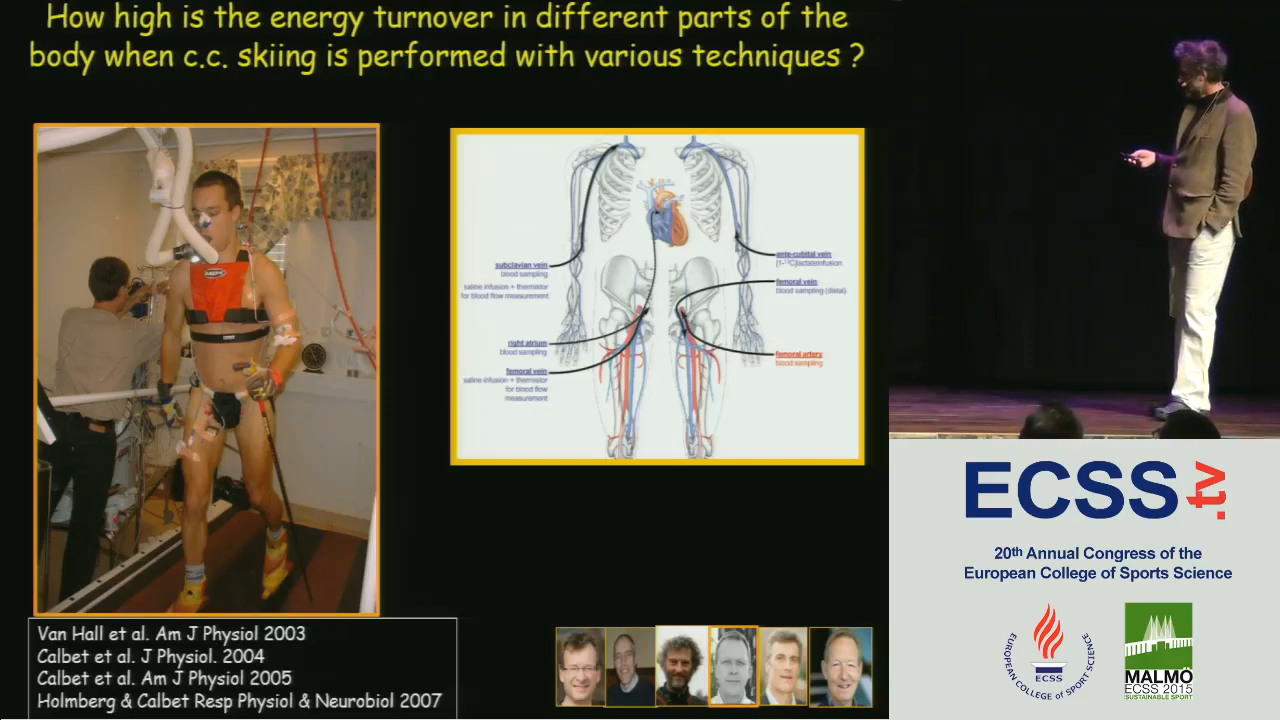 How high is the energy turnover in different parts of the
body when c.c. skiing is performed with various techniques ?
subclavian vein
blood sampling
saline infusion + thermistor
for blood flow measurement
right atrium
blood sampling
femoral vein
saline infusion + thermistor
for blood flow
measurement
ante-cubital vein
femoral vein
blood sampling (distal)
femoral artery
blood sampling
Van Hall et al. Am J Physiol 2003
Calbet et al. J Physiol. 2004
Calbet et al. Am J Physiol 2005
Holmberg & Calbet Resp Physiol & Neurobiol 2007
ECSS.tv
20th Annual Congress of the
European College of Sports Science
EUROPEAN COLLEGE OF SPORT SCIENCE
ECSS
MALMÖ
ECSS 2015
SUSTAINABLE SPORT